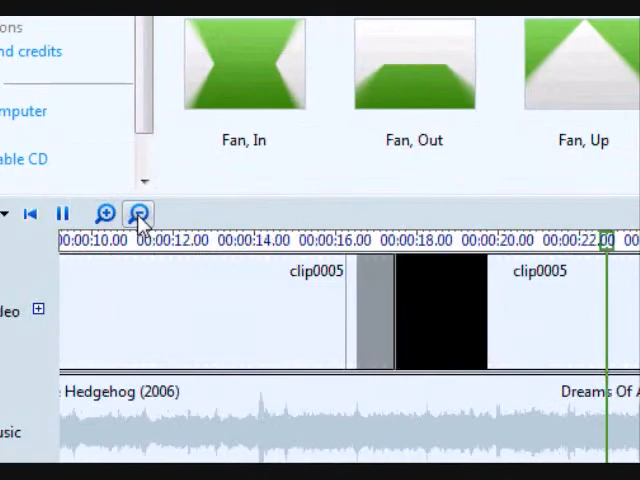 ions
nd credits
mputer
able CD
Fan, In
Fan, Out
Fan, Up
00:00:10.00 00:00:12.00 00:00:14.00 00:00:16.00 00:00:18.00 00:00:20.00 00:00:22.00 00
deo
clip0005
clip0005
e Hedgehog (2006)
Dreams Of A
usic